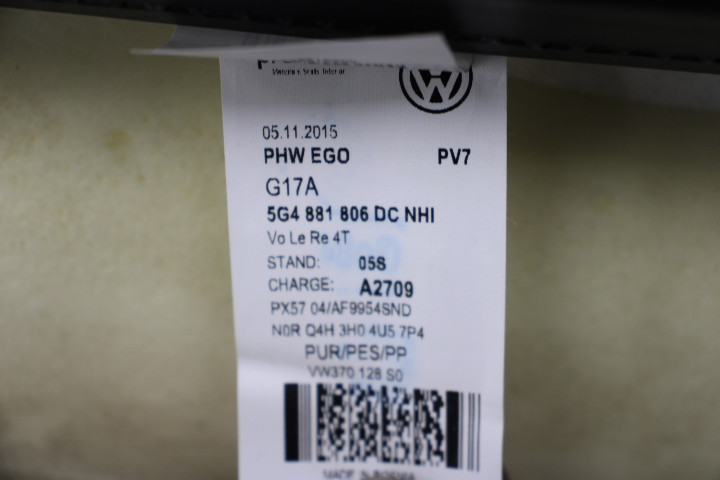 05.11.2015
PHW EGO PV7
G17A
5G4 881 806 DC NHI
Vo Le Re 4T
STAND: 05S
CHARGE: A2709
PX57 04/AF9954SND
N0R Q4H 3H0 4U5 7P4
PUR/PES/PP
VW370 128 S0
MADE